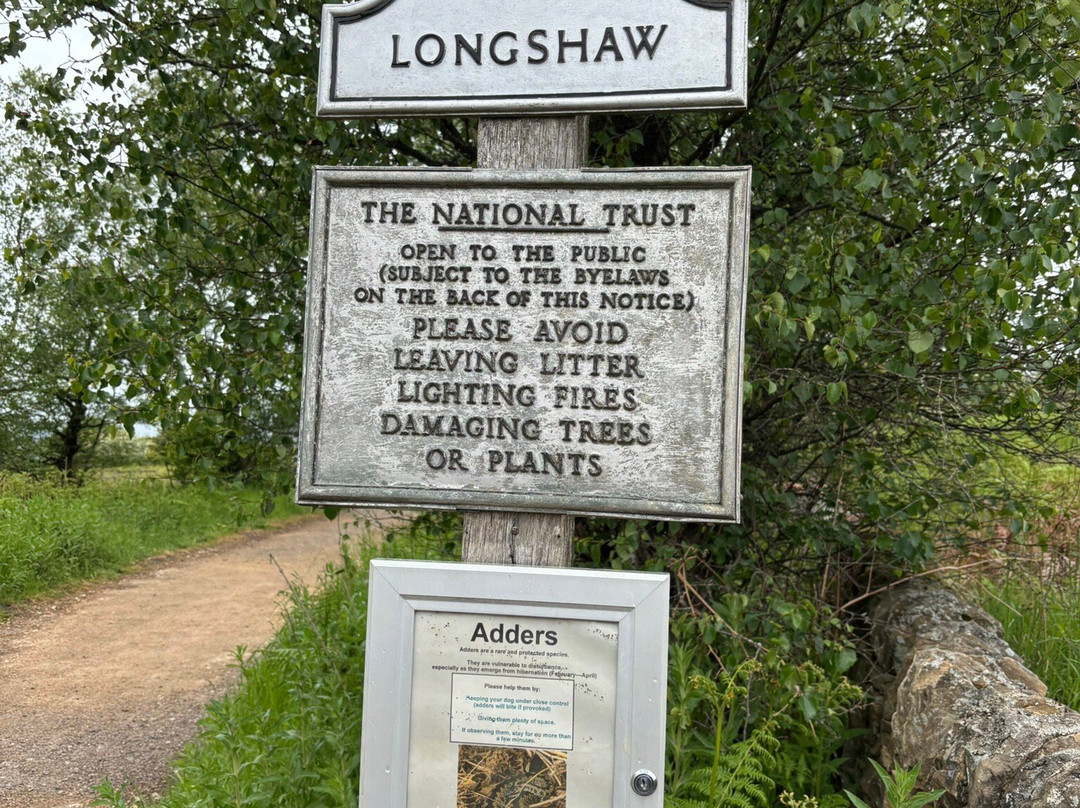 LONGSHAW
THE NATIONAL TRUST
OPEN TO THE PUBLIC
(SUBJECT TO THE BYELAWS
ON THE BACK OF THIS NOTICE)
PLEASE AVOID
LEAVING LITTER
LIGHTING FIRES
DAMAGING TREES
OR PLANTS
Adders
Adders are a rare and protected species.
They are vulnerable to disturbance,
especially as they emerge from hibernation (February—April)
Please help them by:
Keeping your dog under close control
(adders will bite if provoked)
Giving them plenty of space.
If observing them, stay for no more than
a few minutes.